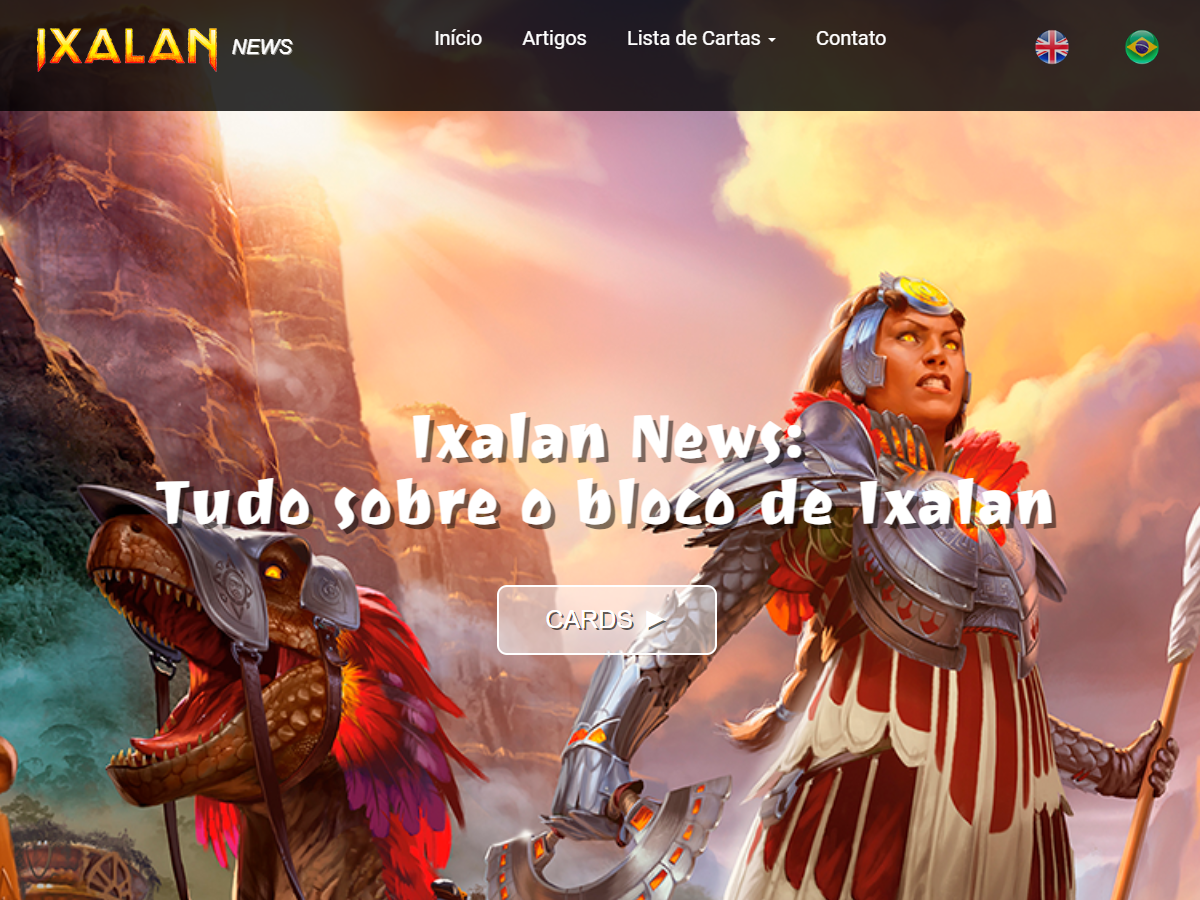 IXALAN NEWS
Início Artigos Lista de Cartas Contato
Ixalan News:
Tudo sobre o bloco de Ixalan
CARDS ►